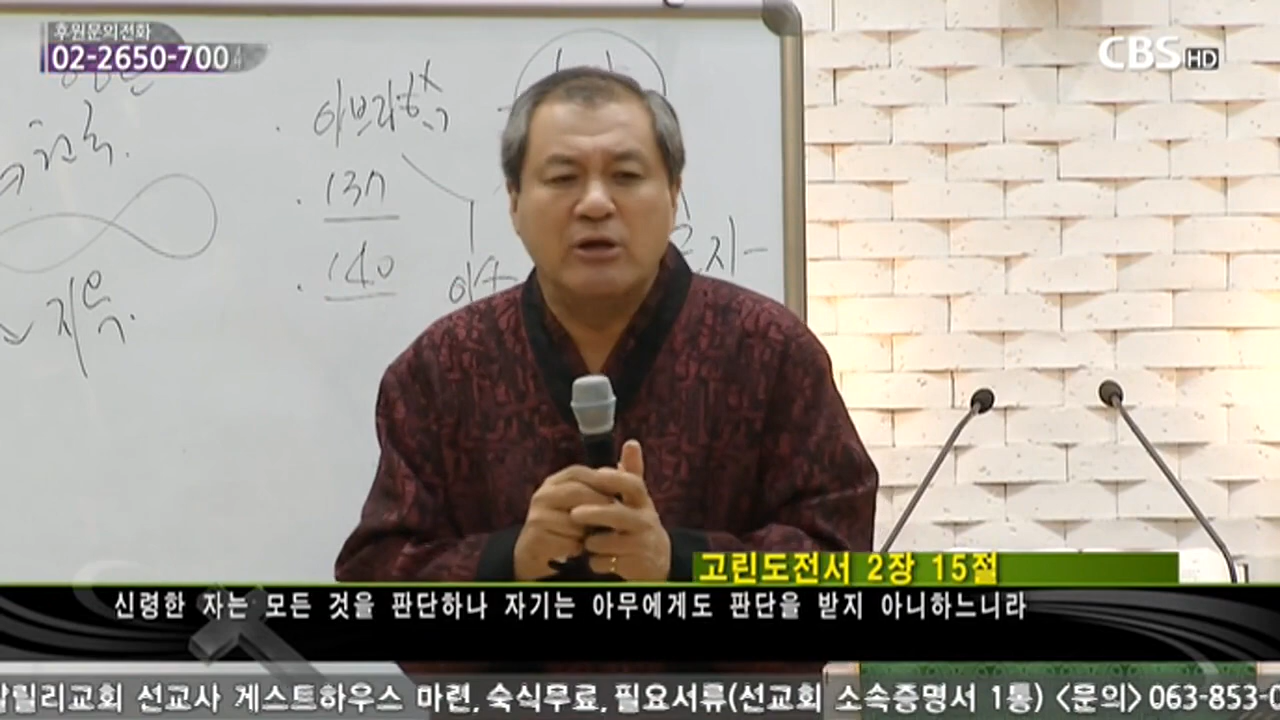 후원문의전화
02-2650-700
CBS HD
천국.
아브라함
137
140
지옥.
고린도전서 2장 15절
신령한 자는 모든 것을 판단하나 자기는 아무에게도 판단을 받지 아니하느니라
갈릴리교회 선교사 게스트하우스 마련,숙식무료,필요서류(선교회 소속증명서 1통) <문의> 063-853-0